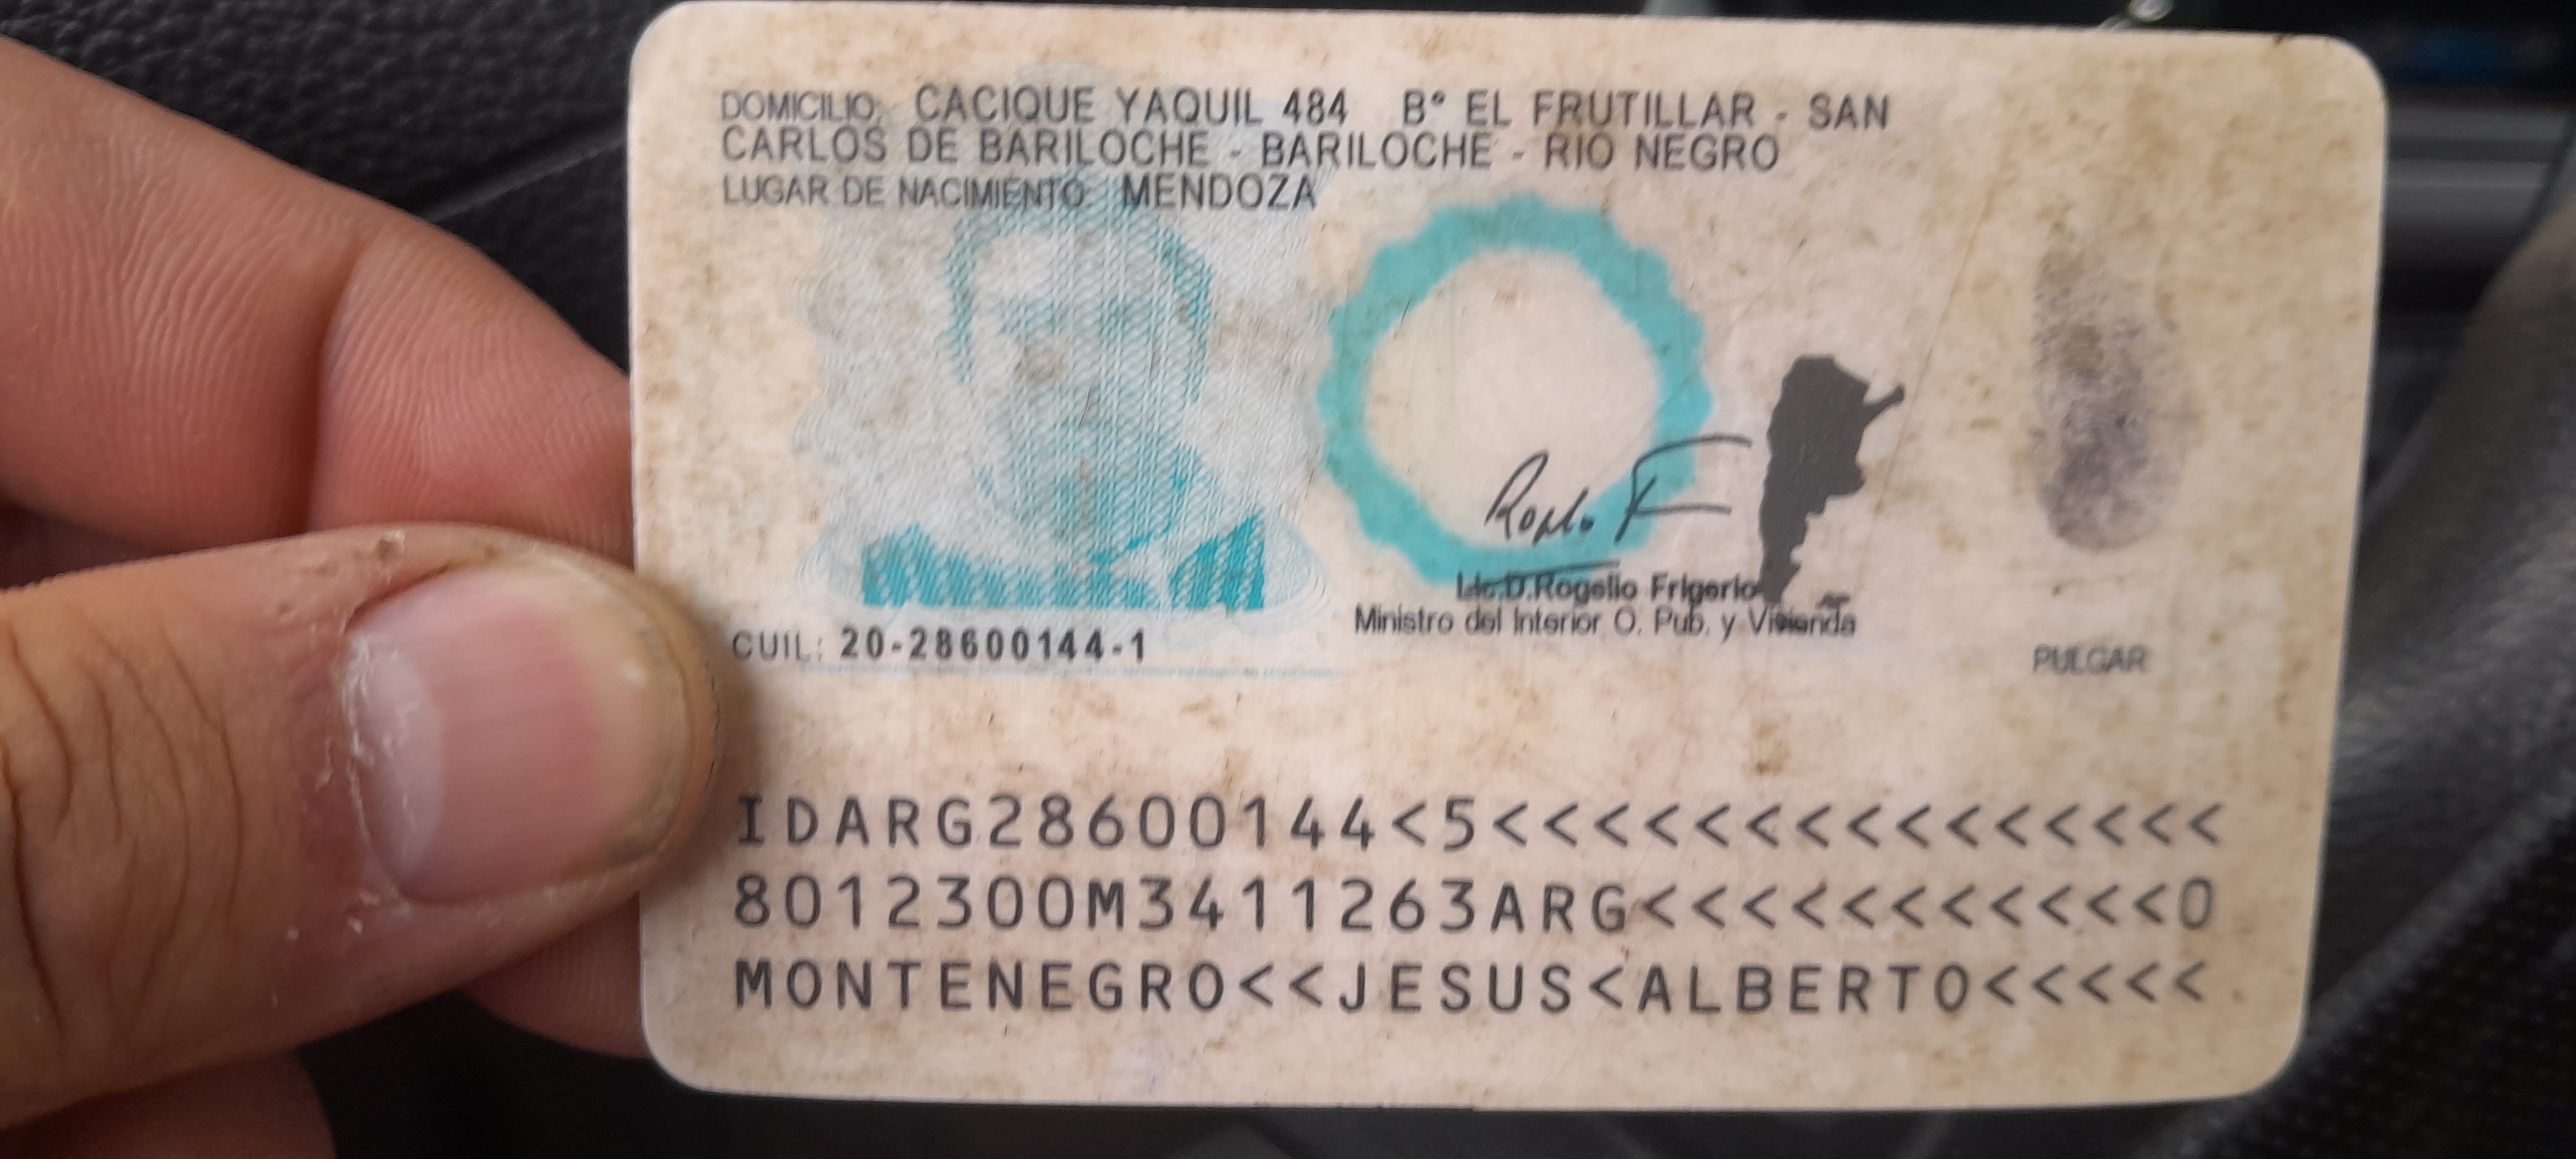 DOMICILIO: CACIQUE YAQUIL 484 B° EL FRUTILLAR - SAN
CARLOS DE BARILOCHE - BARILOCHE - RIO NEGRO
LUGAR DE NACIMIENTO: MENDOZA
Lic.D.Rogelio Frigerio
Ministro del Interior O. Pub. y Vivienda
CUIL: 20-28600144-1
PULGAR
IDARG28600144<5<<<<<<<<<<<<<<<
8012300M3411263ARG<<<<<<<<<<<0
MONTENEGRO<<JESUS<ALBERTO<<<<<